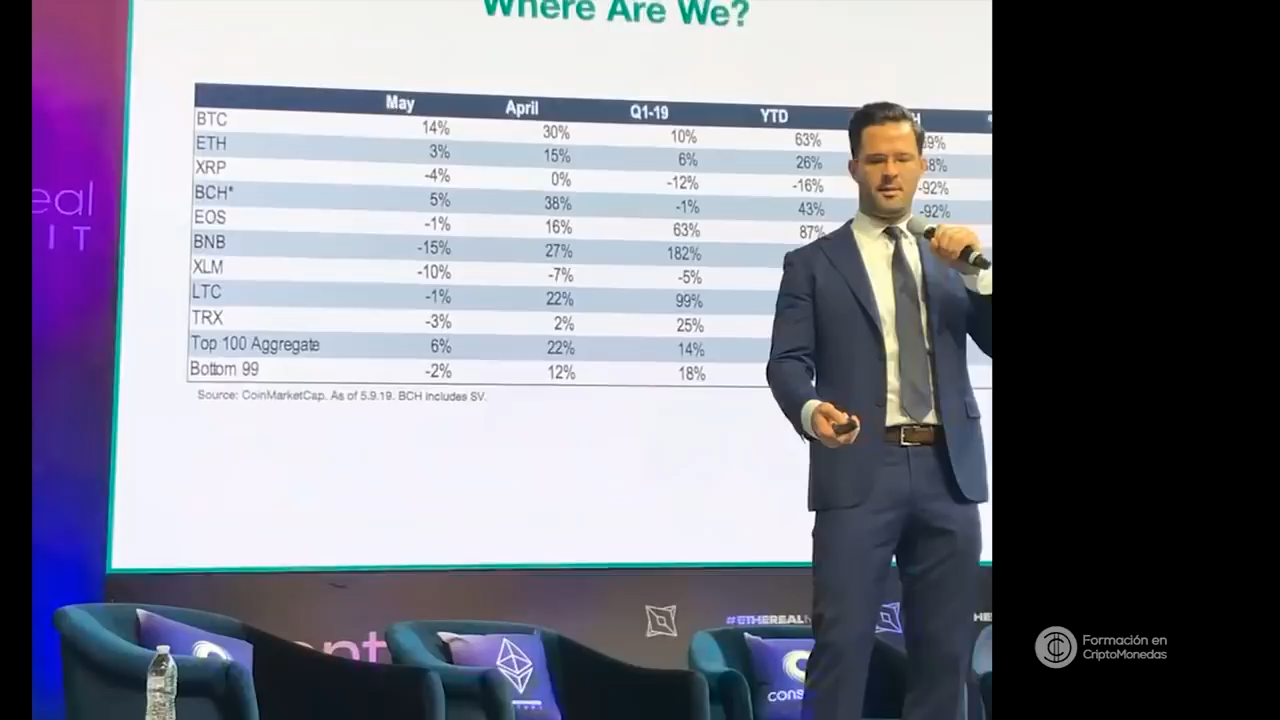 Where Are We?
May April Q1-19 YTD
BTC 14% 30% 10% 63%
ETH 3% 15% 6% 26%
XRP -4% 0% -12% -16% -92%
BCH* 5% 38% -1% 43% -92%
EOS -1% 16% 63% 87%
BNB -15% 27% 182%
XLM -10% -7% -5%
LTC -1% 22% 99%
TRX -3% 2% 25%
Top 100 Aggregate 6% 22% 14%
Bottom 99 -2% 12% 18%
Source: CoinMarketCap. As of 5.9.19. BCH includes SV.
eal
IT
#ETHEREAL
ent
cons
Formación en
CriptoMonedas